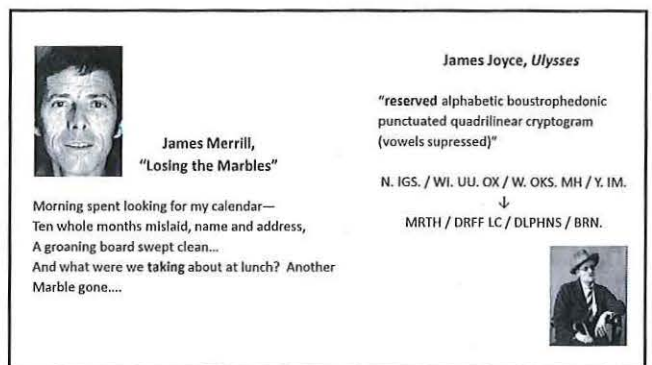 James Merrill,
"Losing the Marbles"
Morning spent looking for my calendar—
Ten whole months mislaid, name and address,
A groaning board swept clean...
And what were we taking about at lunch? Another
Marble gone....
James Joyce, Ulysses
"reserved alphabetic boustrophedonic
punctuated quadrilinear cryptogram
(vowels supressed)"
N. IGS. / WI. UU. OX / W. OKS. MH / Y. IM.
↓
MRTH / DRFF LC / DLPHNS / BRN.